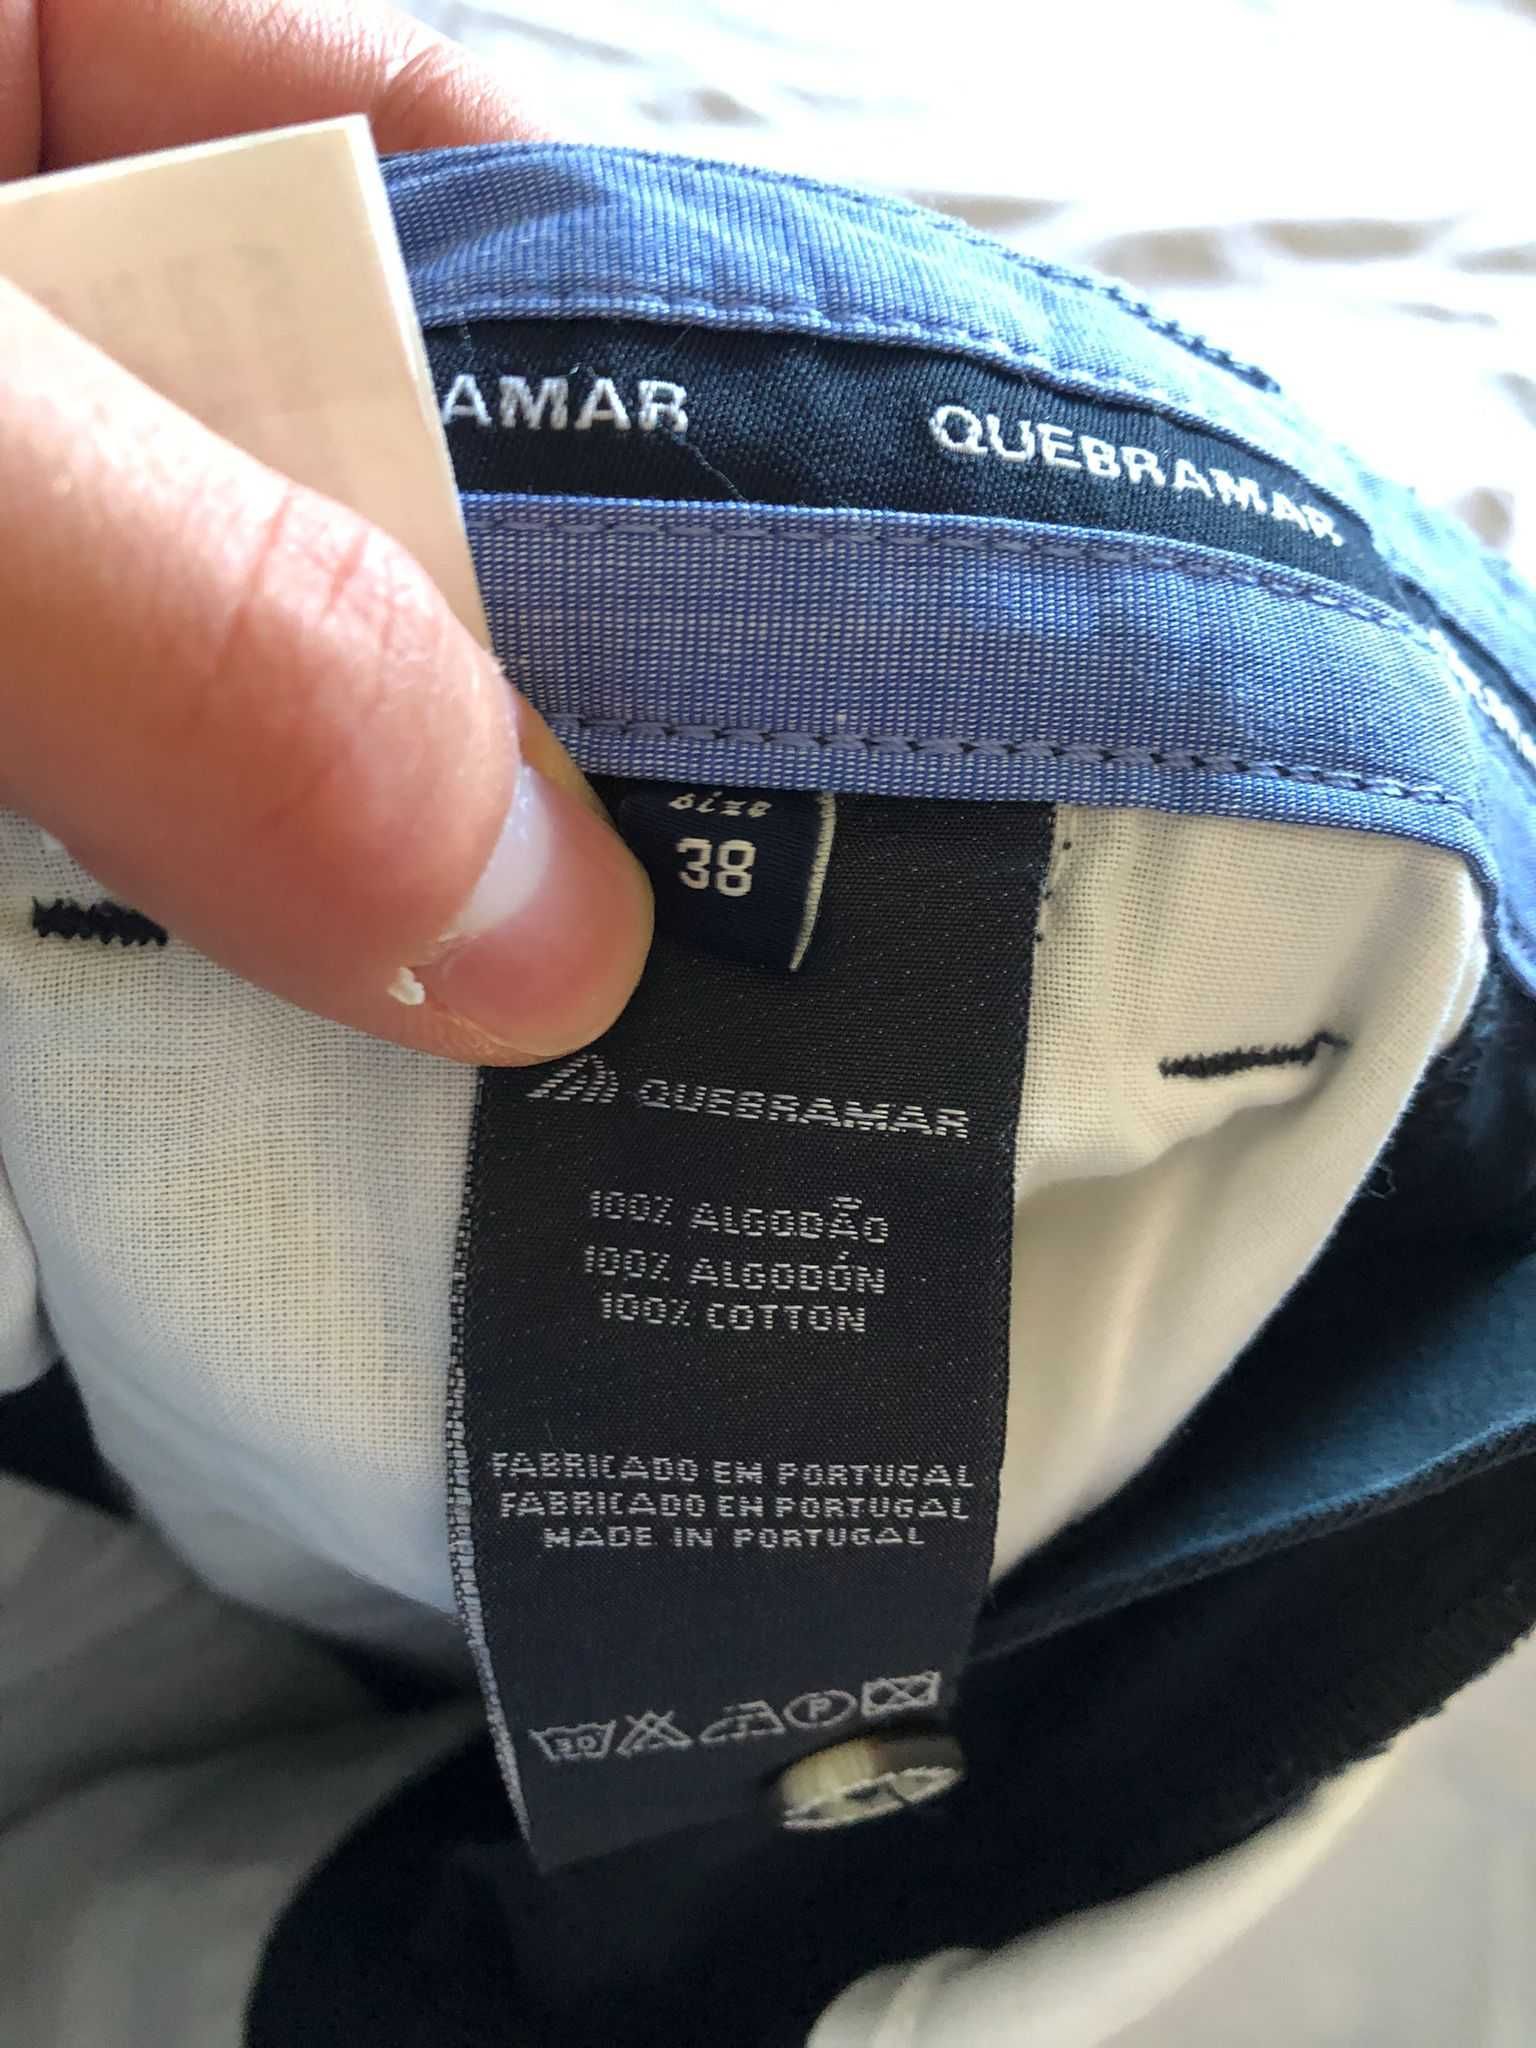 AMAR QUEBRAMAR
size
38
QUEBRAMAR
100% ALGODÃO
100% ALGODÓN
100% COTTON
FABRICADO EM PORTUGAL
FABRICADO EN PORTUGAL
MADE IN PORTUGAL
30 P